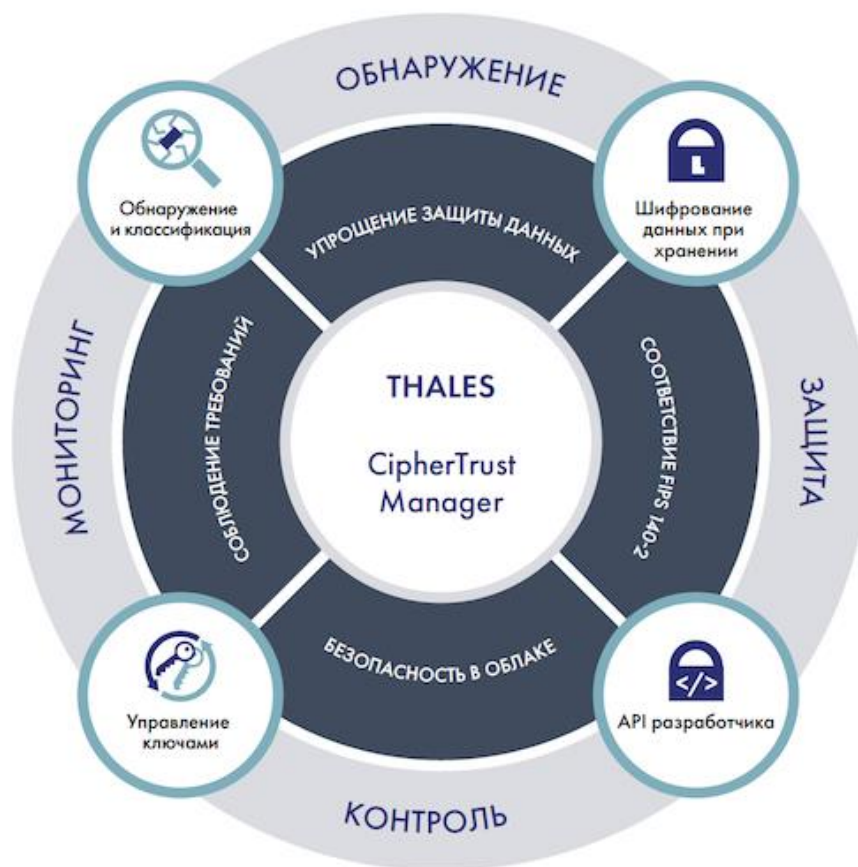 ОБНАРУЖЕНИЕ
Обнаружение
и классификация
Шифрование
данных при
хранении
УПРОЩЕНИЕ ЗАЩИТЫ ДАННЫХ
МОНИТОРИНГ
СОБЛЮДЕНИЕ ТРЕБОВАНИЙ
THALES
CipherTrust
Manager
СООТВЕТСТВИЕ FIPS 140-2
ЗАЩИТА
БЕЗОПАСНОСТЬ В ОБЛАКЕ
Управление
ключами
</>
API разработчика
КОНТРОЛЬ